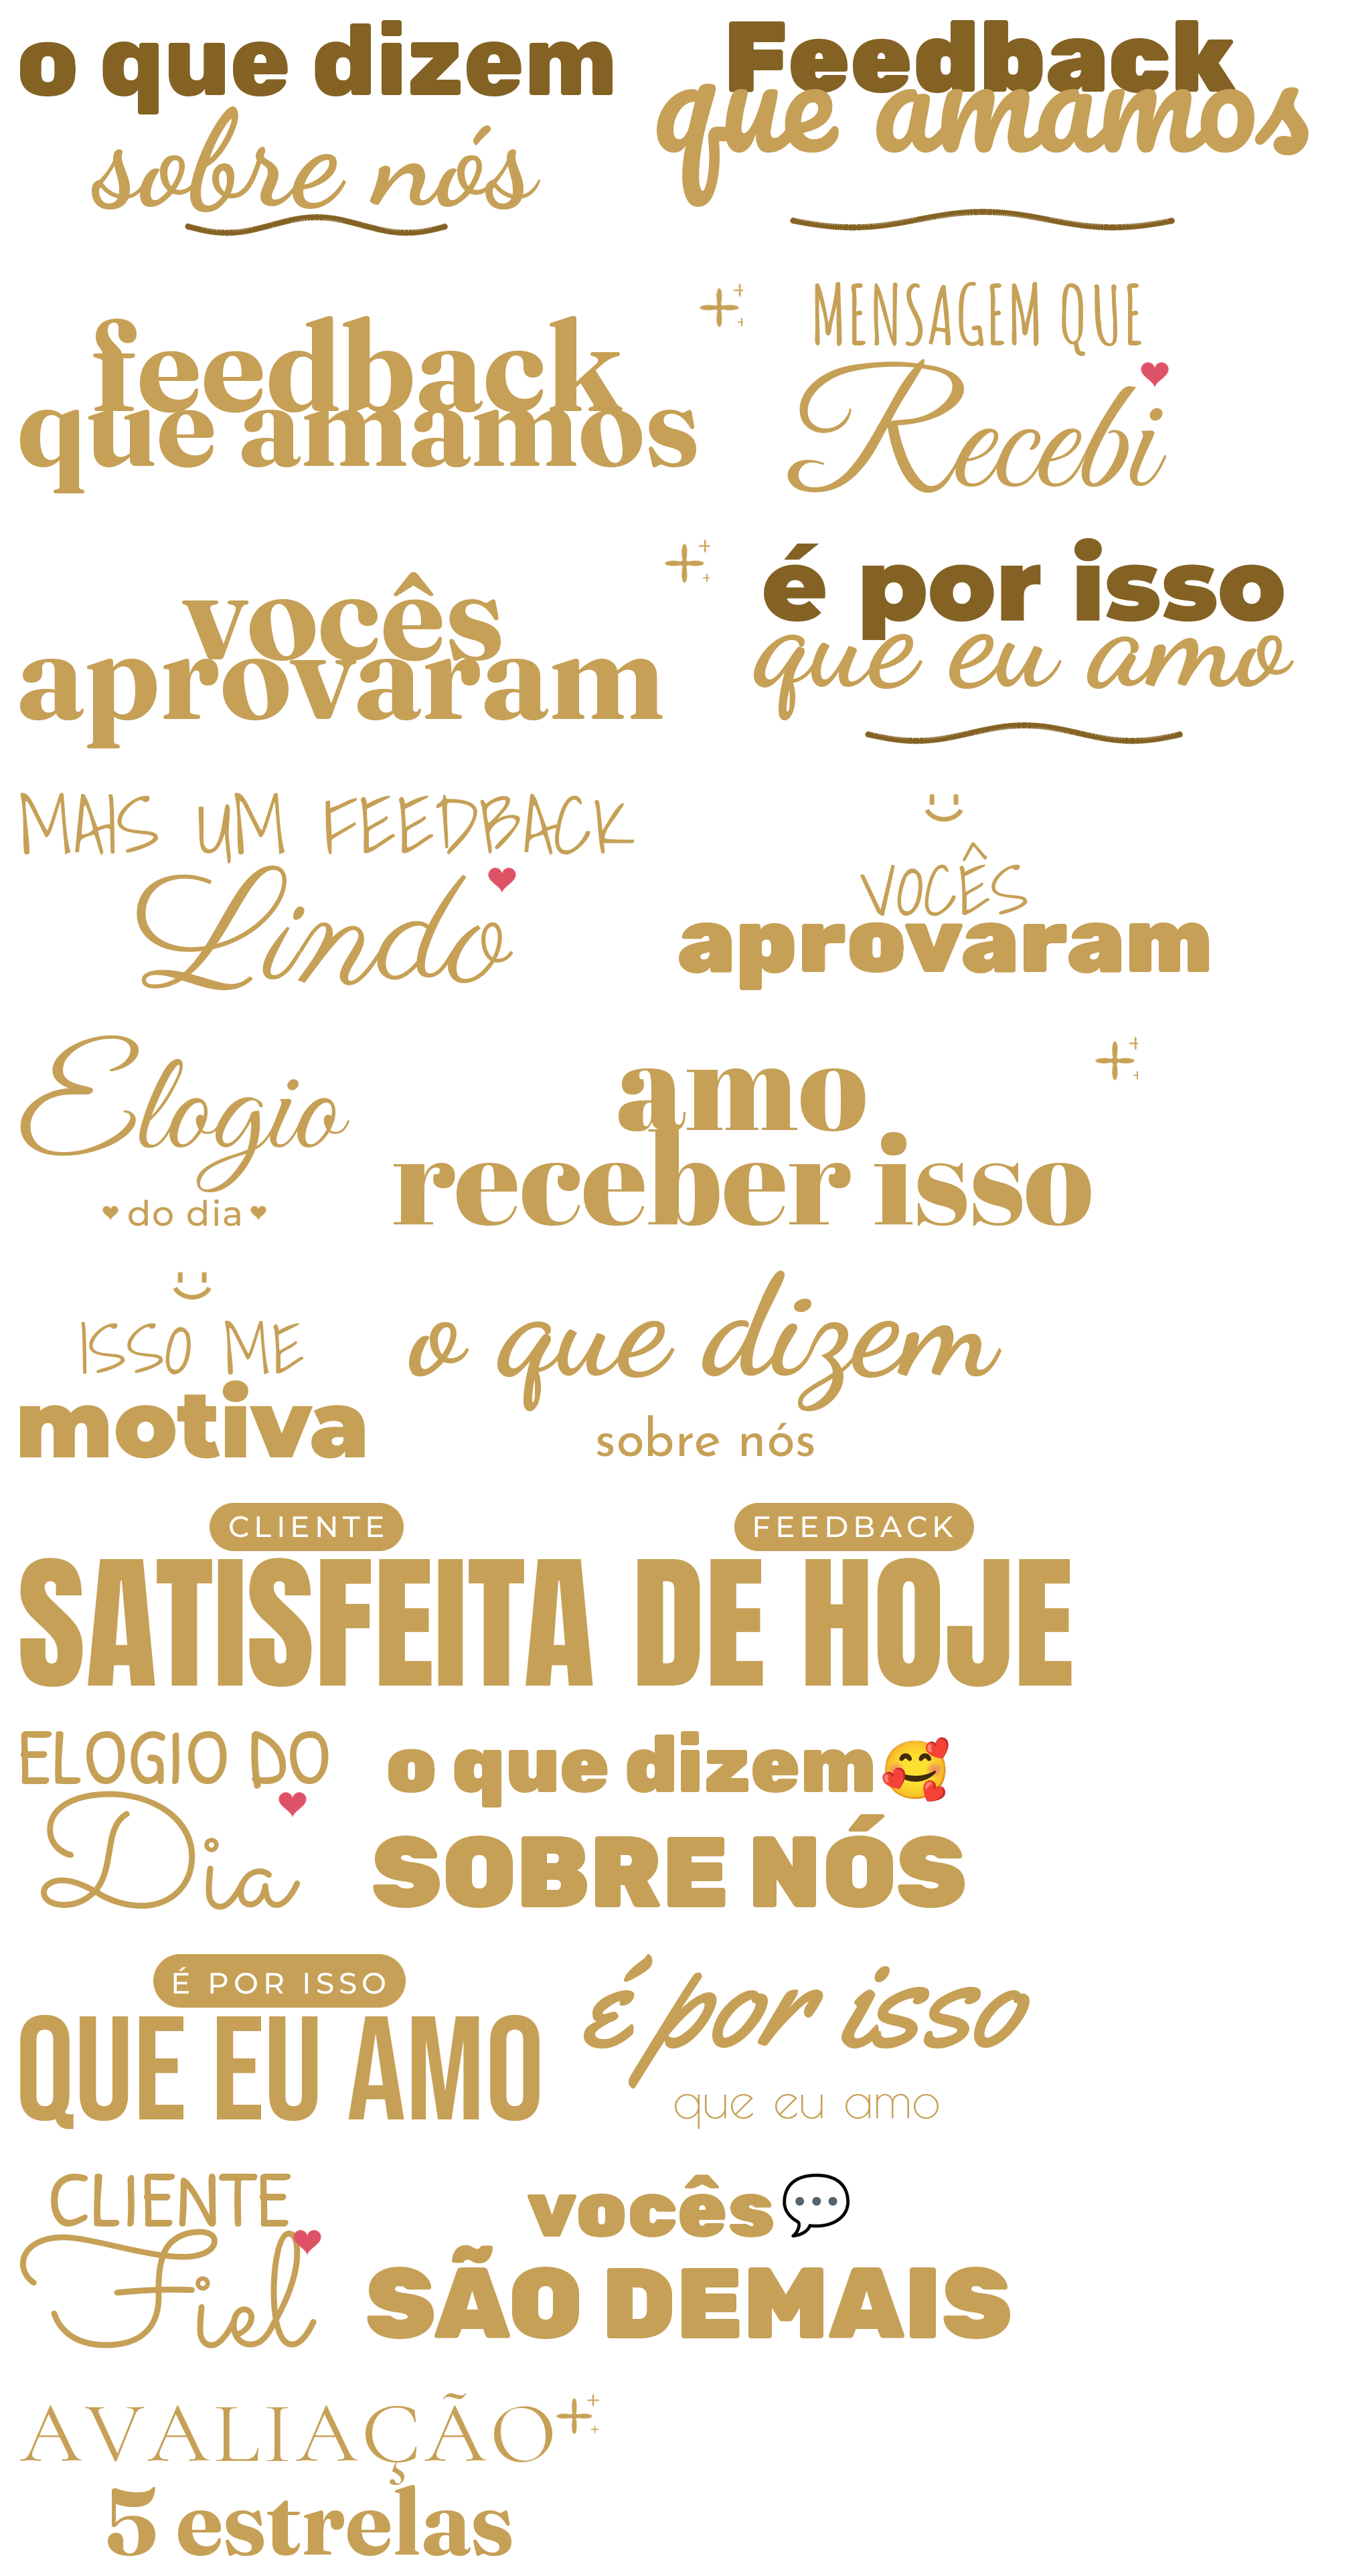 o que dizem
sobre nós
Feedback
que amamos
feedback
que amamos
MENSAGEM QUE
Recebi
vocês
aprovaram
é por isso
que eu amo
MAIS UM FEEDBACK
Lindo
VOCÊS
aprovaram
Elogio
do dia
amo
receber isso
ISSO ME
motiva
o que dizem
sobre nós
CLIENTE
SATISFEITA
FEEDBACK
DE HOJE
ELOGIO DO
Dia
o que dizem🥰
SOBRE NÓS
É POR ISSO
QUE EU AMO
é por isso
que eu amo
CLIENTE
Fiel
vocês💬
SÃO DEMAIS
AVALIAÇÃO
5 estrelas